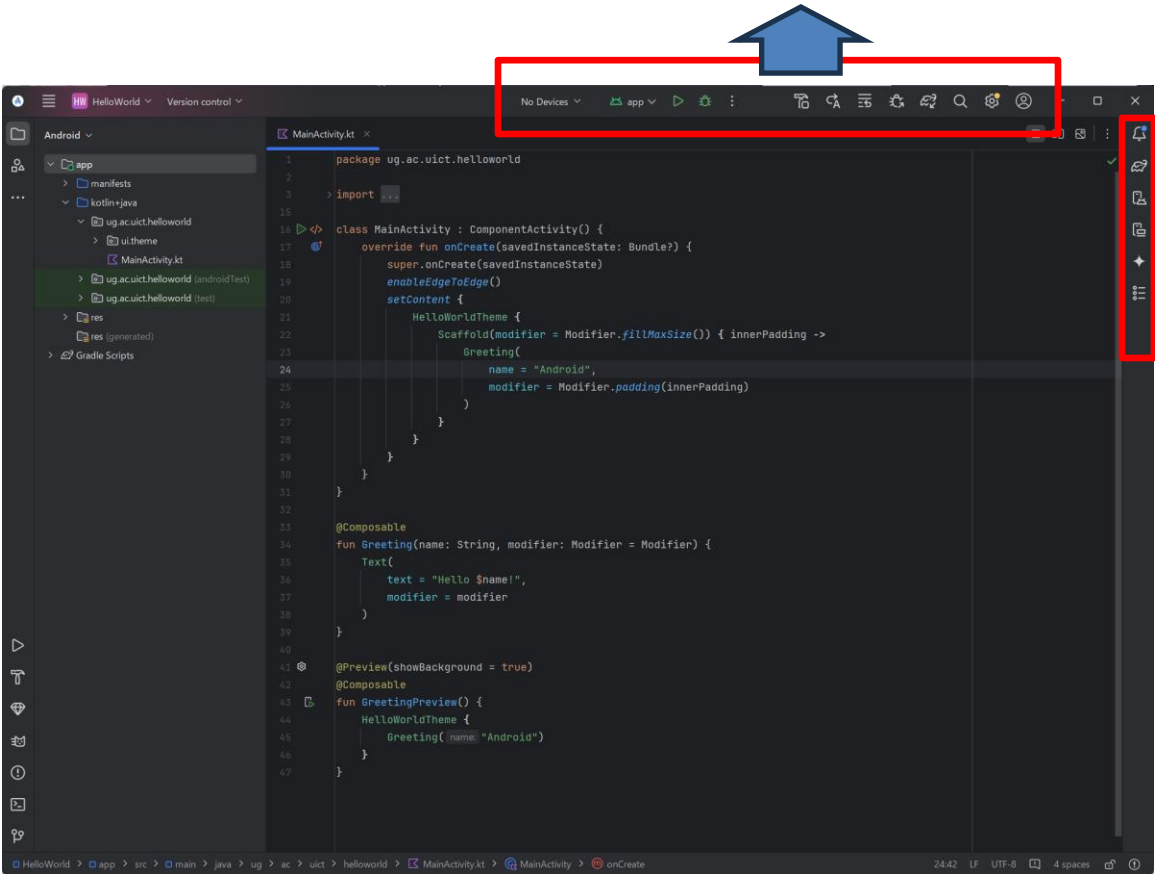 HW HelloWorld Version control No Devices app
Android
MainActivity.kt
app
manifests
kotlin+java
ug.ac.uict.helloworld
ui.theme
MainActivity.kt
ug.ac.uict.helloworld (androidTest)
ug.ac.uict.helloworld (test)
res
res (generated)
Gradle Scripts
1 package ug.ac.uict.helloworld
2
3 import ...
15
16 class MainActivity : ComponentActivity() {
17 override fun onCreate(savedInstanceState: Bundle?) {
18 super.onCreate(savedInstanceState)
19 enableEdgeToEdge()
20 setContent {
21 HelloWorldTheme {
22 Scaffold(modifier = Modifier.fillMaxSize()) { innerPadding ->
23 Greeting(
24 name = "Android",
25 modifier = Modifier.padding(innerPadding)
26 )
27 }
28 }
29 }
30 }
31 }
32
33 @Composable
34 fun Greeting(name: String, modifier: Modifier = Modifier) {
35 Text(
36 text = "Hello $name!",
37 modifier = modifier
38 )
39 }
40
41 @Preview(showBackground = true)
42 @Composable
43 fun GreetingPreview() {
44 HelloWorldTheme {
45 Greeting( name: "Android")
46 }
47 }
HelloWorld > app > src > main > java > ug > ac > uict > helloworld > MainActivity.kt > MainActivity > onCreate 24:42 LF UTF-8 4 spaces